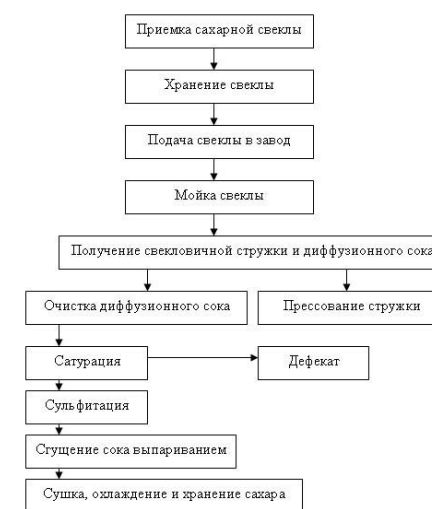 Приемка сахарной свеклы
Хранение свеклы
Подача свеклы в завод
Мойка свеклы
Получение свекловичной стружки и диффузионного сока
Очистка диффузионного сока
Прессование стружки
Сатурация
Дефекат
Сульфитация
Сгущение сока выпариванием
Сушка, охлаждение и хранение сахара